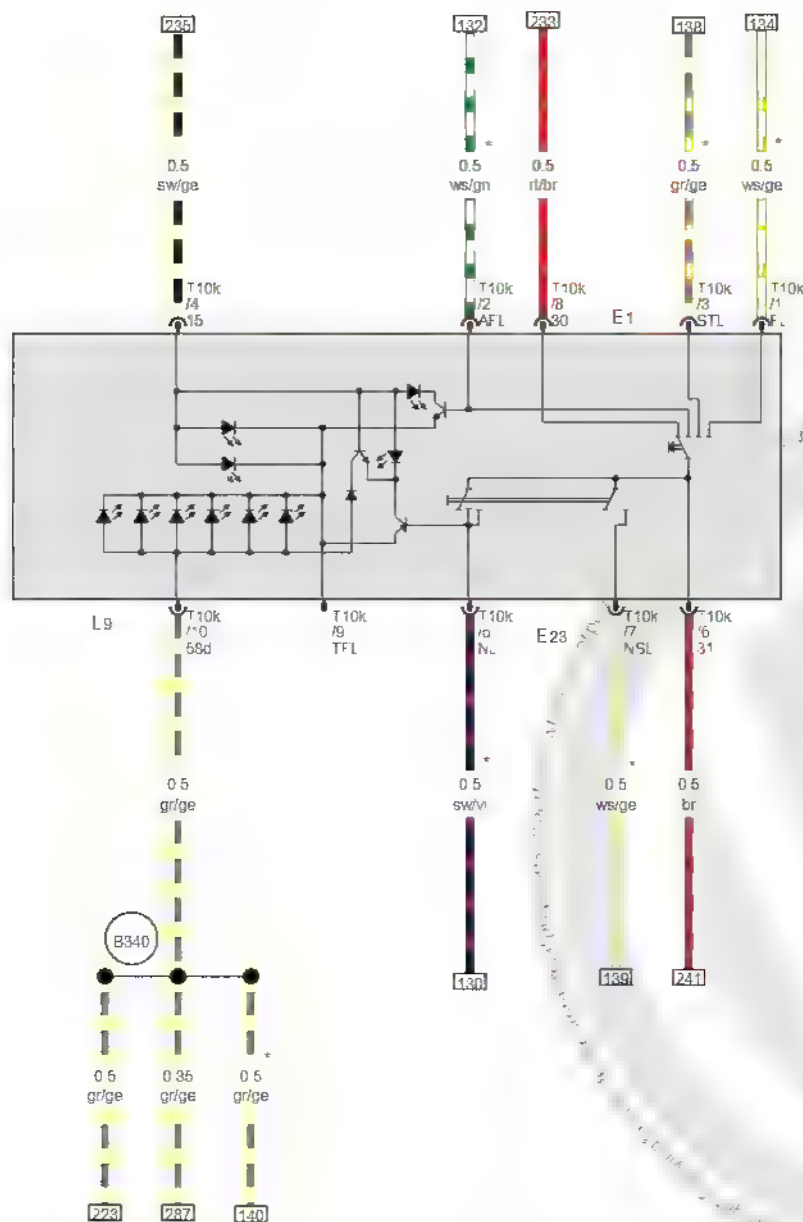 235 132 233 138 134
* * *
0.5 0.5 0.5 0.5 0.5
sw/ge ws/gn rt/br gr/ge ws/ge
T10k T10k T10k T10k T10k
/4 /2 /8 /3 /1
15 AFL 30 E1 STL
L9 T10k T10k T10k E23 T10k T10k
/10 /9 /7 /6
58d TFL NSL 31
* *
0 5 0 5 0 5 0 5
gr/ge sw/vi ws/ge br
B340
130 139 241
*
0 5 0 35 0 5
gr/ge gr/ge gr/ge
223 287 140